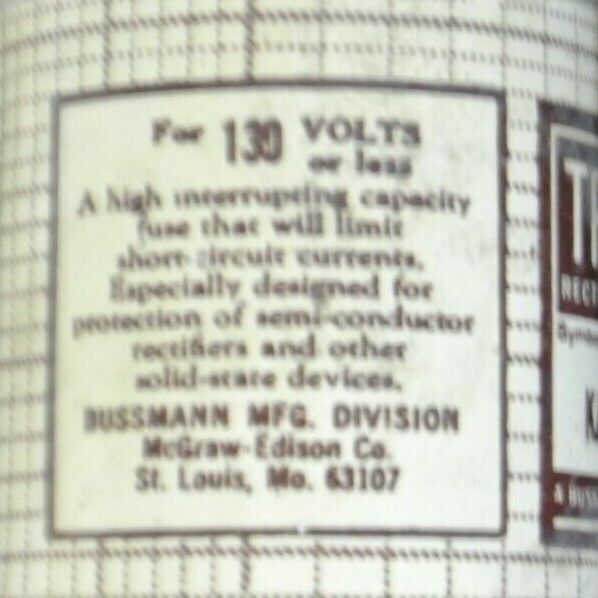 For 130 VOLTS
or less
A high interrupting capacity
fuse that will limit
short-circuit currents.
Especially designed for
protection of semi-conductor
rectifiers and other
solid-state devices.
BUSSMANN MFG. DIVISION
McGraw-Edison Co.
St. Louis, Mo. 63107